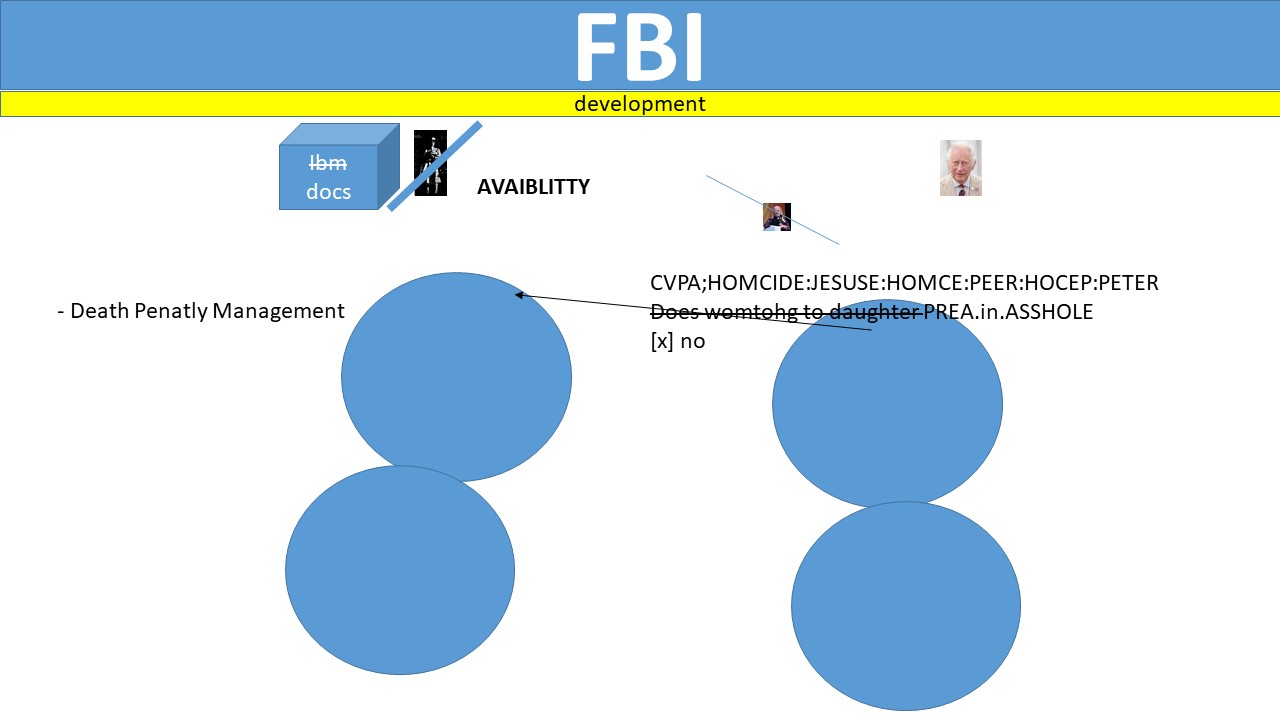 FBI
development
Ibm
docs
AVAIBLITTY
CVPA;HOMCIDE:JESUSE:HOMCE:PEER:HOCEP:PETER
- Death Penatly Management
Does womtohg to daughter PREA.in.ASSHOLE
[x] no